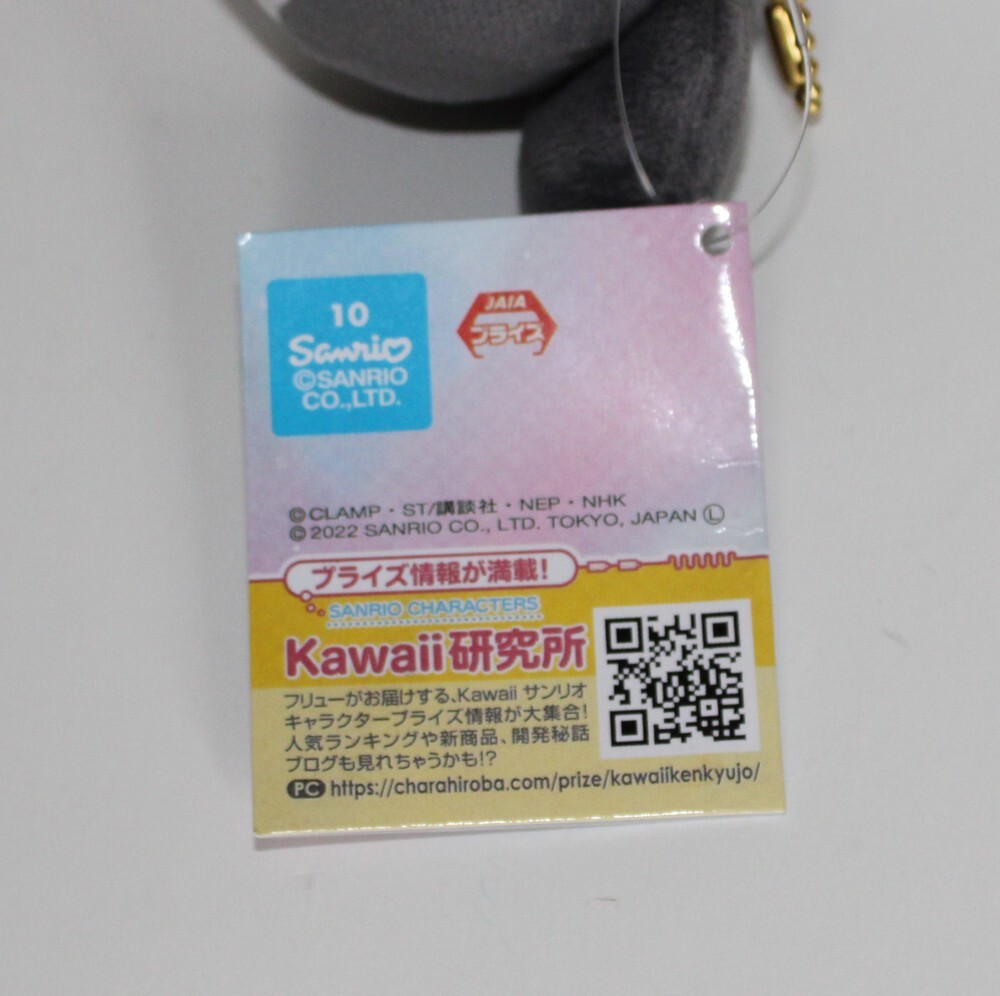 10
Sanrio
©SANRIO
CO.,LTD.
JAIA
プライズ
©CLAMP・ST/講談社・NEP・NHK
©2022 SANRIO CO., LTD. TOKYO, JAPAN Ⓛ
プライズ情報が満載!
SANRIO CHARACTERS
Kawaii研究所
フリューがお届けする、Kawaii サンリオ
キャラクタープライズ情報が大集合!
人気ランキングや新商品、開発秘話
ブログも見れちゃうかも!?
PC https://charahiroba.com/prize/kawaiikenkyujo/